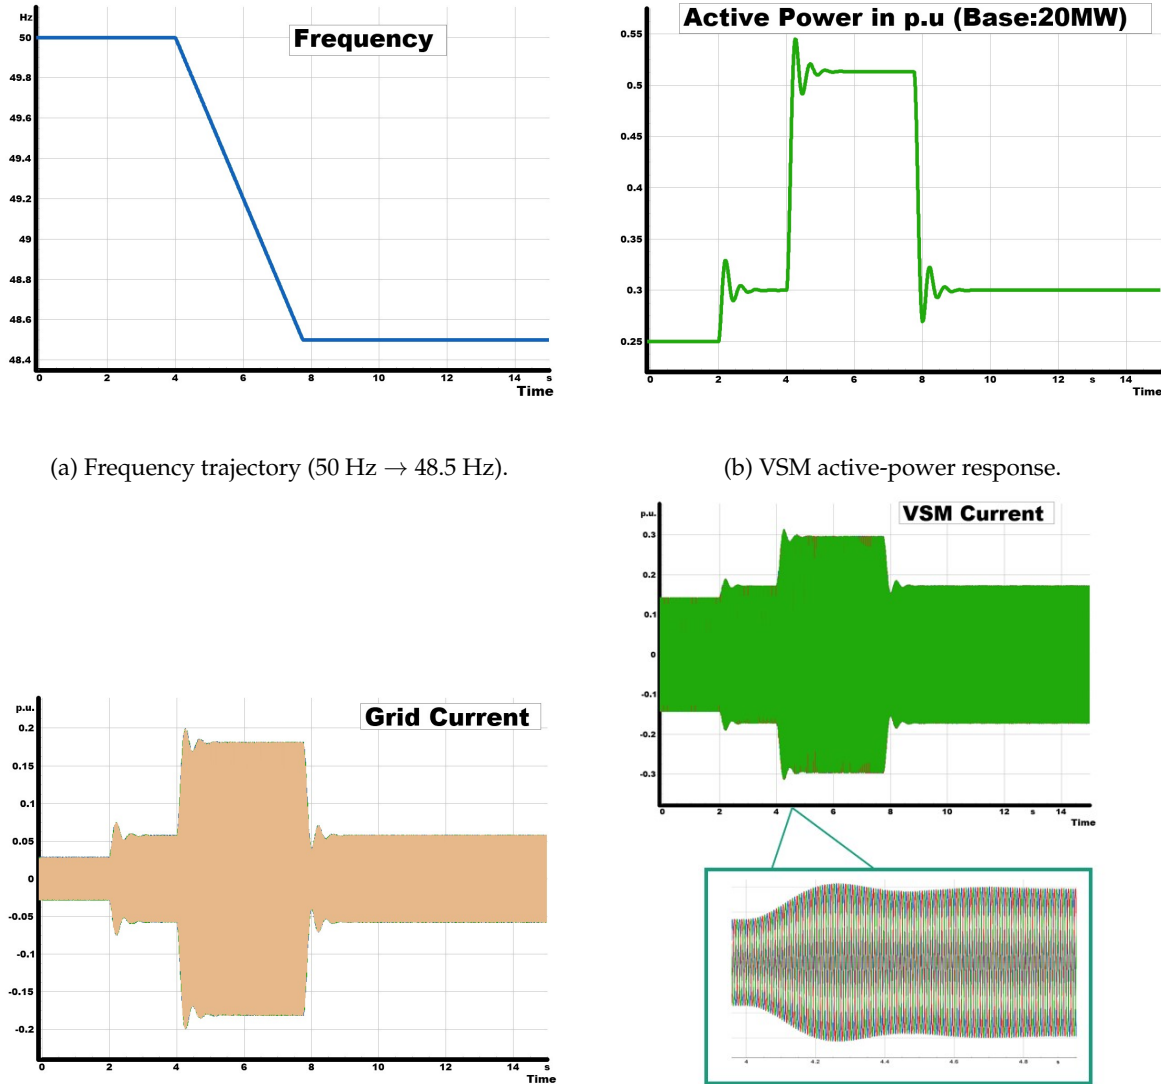 Hz
Frequency
50
49.8
49.6
49.4
49.2
49
48.8
48.6
48.4
0 2 4 6 8 10 12 14 s
Time
(a) Frequency trajectory (50 Hz → 48.5 Hz).
Active Power in p.u (Base:20MW)
0.55
0.5
0.45
0.4
0.35
0.3
0.25
0 2 4 6 8 10 12 s 14
Time
(b) VSM active-power response.
p.u.
Grid Current
0.2
0.15
0.1
0.05
0
-0.05
-0.1
-0.15
-0.2
0 2 4 6 8 10 12 14 s
Time
p.u.
VSM Current
0.3
0.2
0.1
0
-0.1
-0.2
-0.3
0 2 4 6 8 10 12 s 14
Time
4 4.2 4.4 4.6 4.8 s